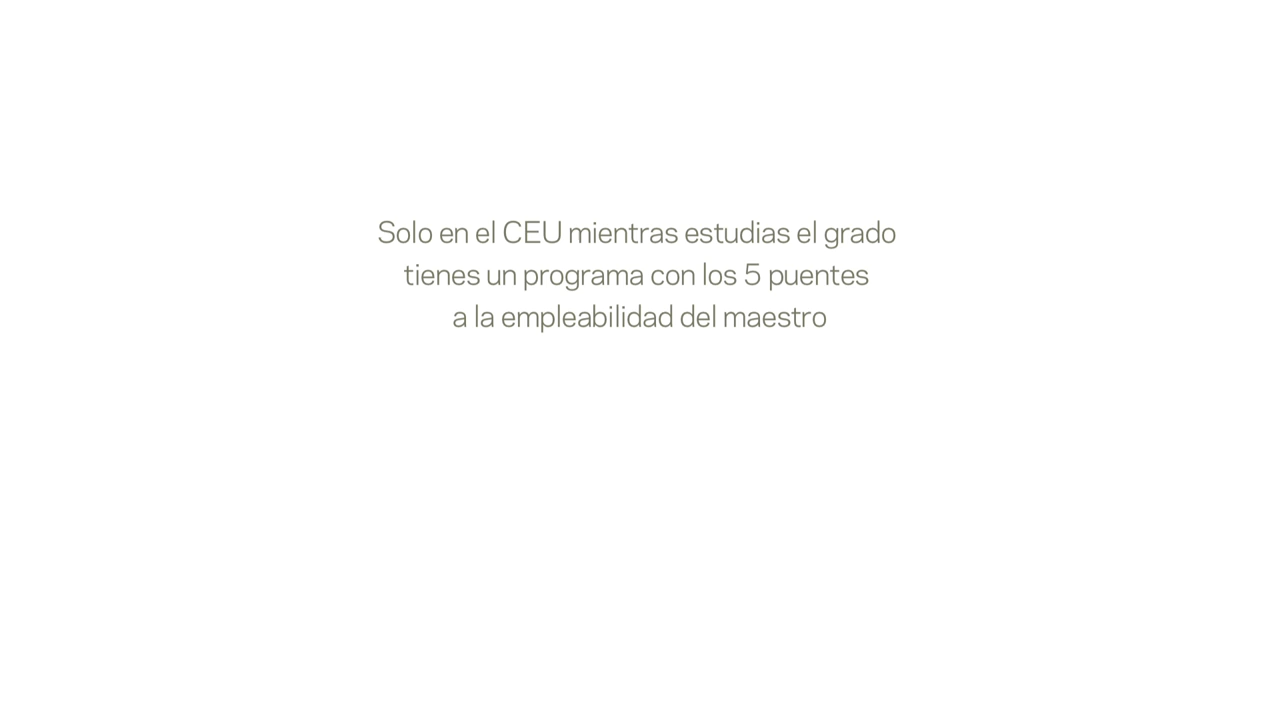 Solo en el CEU mientras estudias el grado
tienes un programa con los 5 puentes
a la empleabilidad del maestro